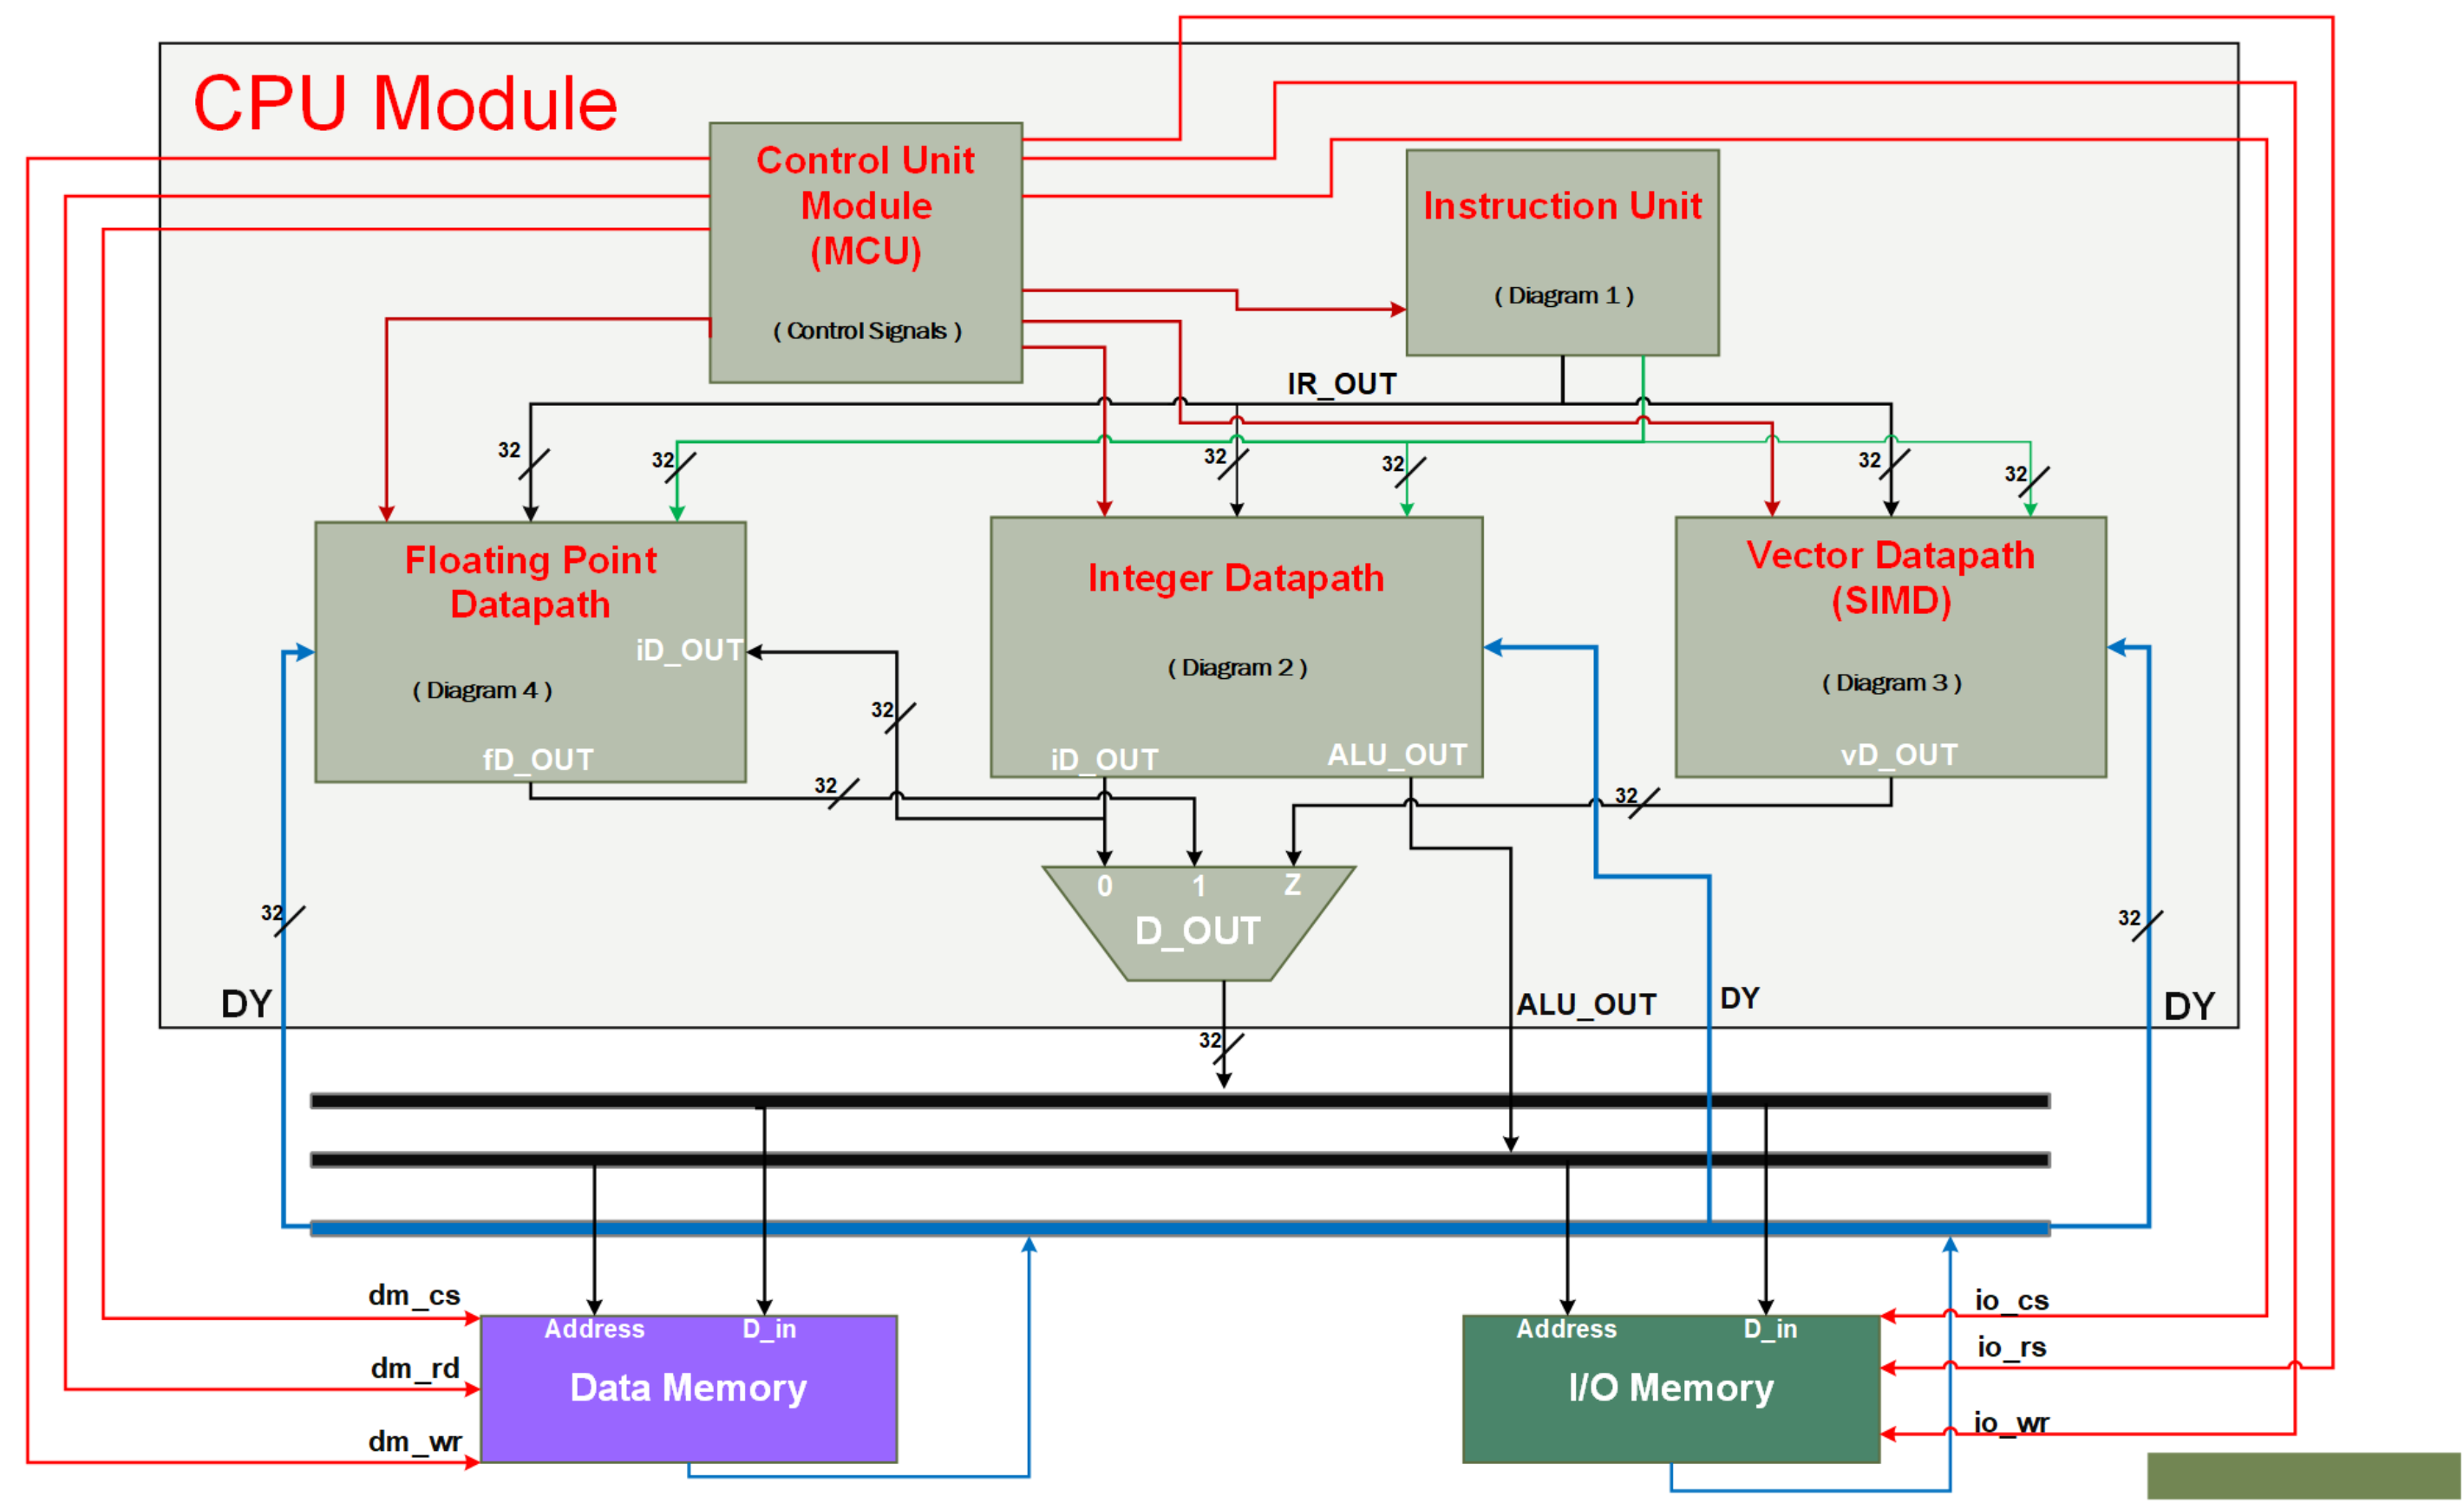 CPU Module
Control Unit
Module
(MCU)
( Control Signals )
Instruction Unit
( Diagram 1 )
IR_OUT
32
32
32
32
32
32
Floating Point
Datapath
iD_OUT
( Diagram 4 )
fD_OUT
Integer Datapath
( Diagram 2 )
iD_OUT
ALU_OUT
Vector Datapath
(SIMD)
( Diagram 3 )
vD_OUT
32
32
32
0 1 Z
D_OUT
32
32
DY
ALU_OUT
DY
DY
32
dm_cs
dm_rd
dm_wr
Address D_in
Data Memory
Address D_in
I/O Memory
io_cs
io_rs
io_wr